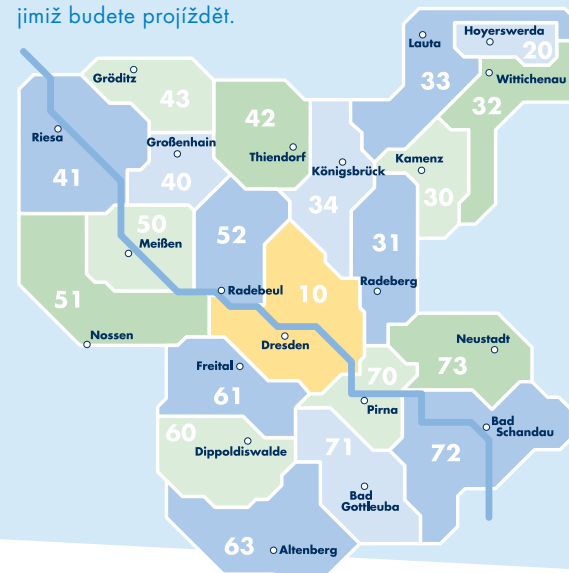 jimiž budete projíždět.
Hoyerswerda
20
Lauta
33
Gröditz
43
Wittichenau
32
42
Riesa
Großenhain
Thiendorf
Kamenz
Königsbrück
41
40
30
34
50
52
31
Meißen
51
Radebeul
10
Radeberg
Nossen
Dresden
Neustadt
73
Freital
70
61
Pirna
60
Bad
Schandau
Dippoldiswalde
71
72
Bad
Gottleuba
63
Altenberg